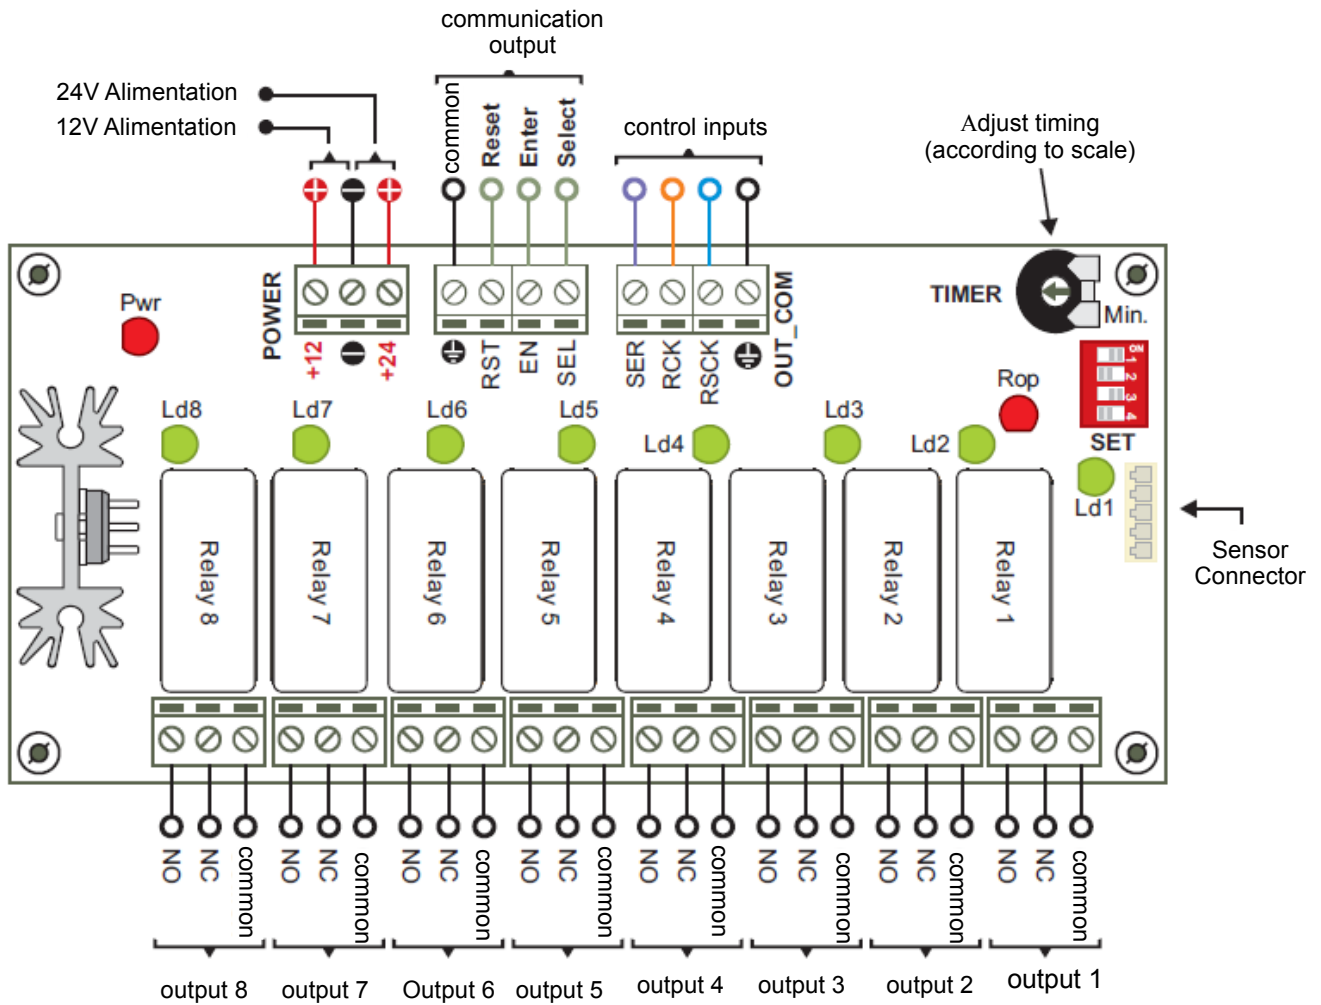 communication
output
24V Alimentation
12V Alimentation
common
Reset
Enter
Select
control inputs
Adjust timing
(according to scale)
POWER
+12
+24
RST
EN
SEL
SER
RCK
RSCK
OUT_COM
TIMER
Min.
Pwr
ON
1
2
3
4
SET
Rop
Ld8
Ld7
Ld6
Ld5
Ld4
Ld3
Ld2
Ld1
Sensor
Connector
Relay 8
Relay 7
Relay 6
Relay 5
Relay 4
Relay 3
Relay 2
Relay 1
NO
NC
common
NO
NC
common
NO
NC
common
NO
NC
common
NO
NC
common
NO
NC
common
NO
NC
common
NO
NC
common
output 8
output 7
Output 6
output 5
output 4
output 3
output 2
output 1